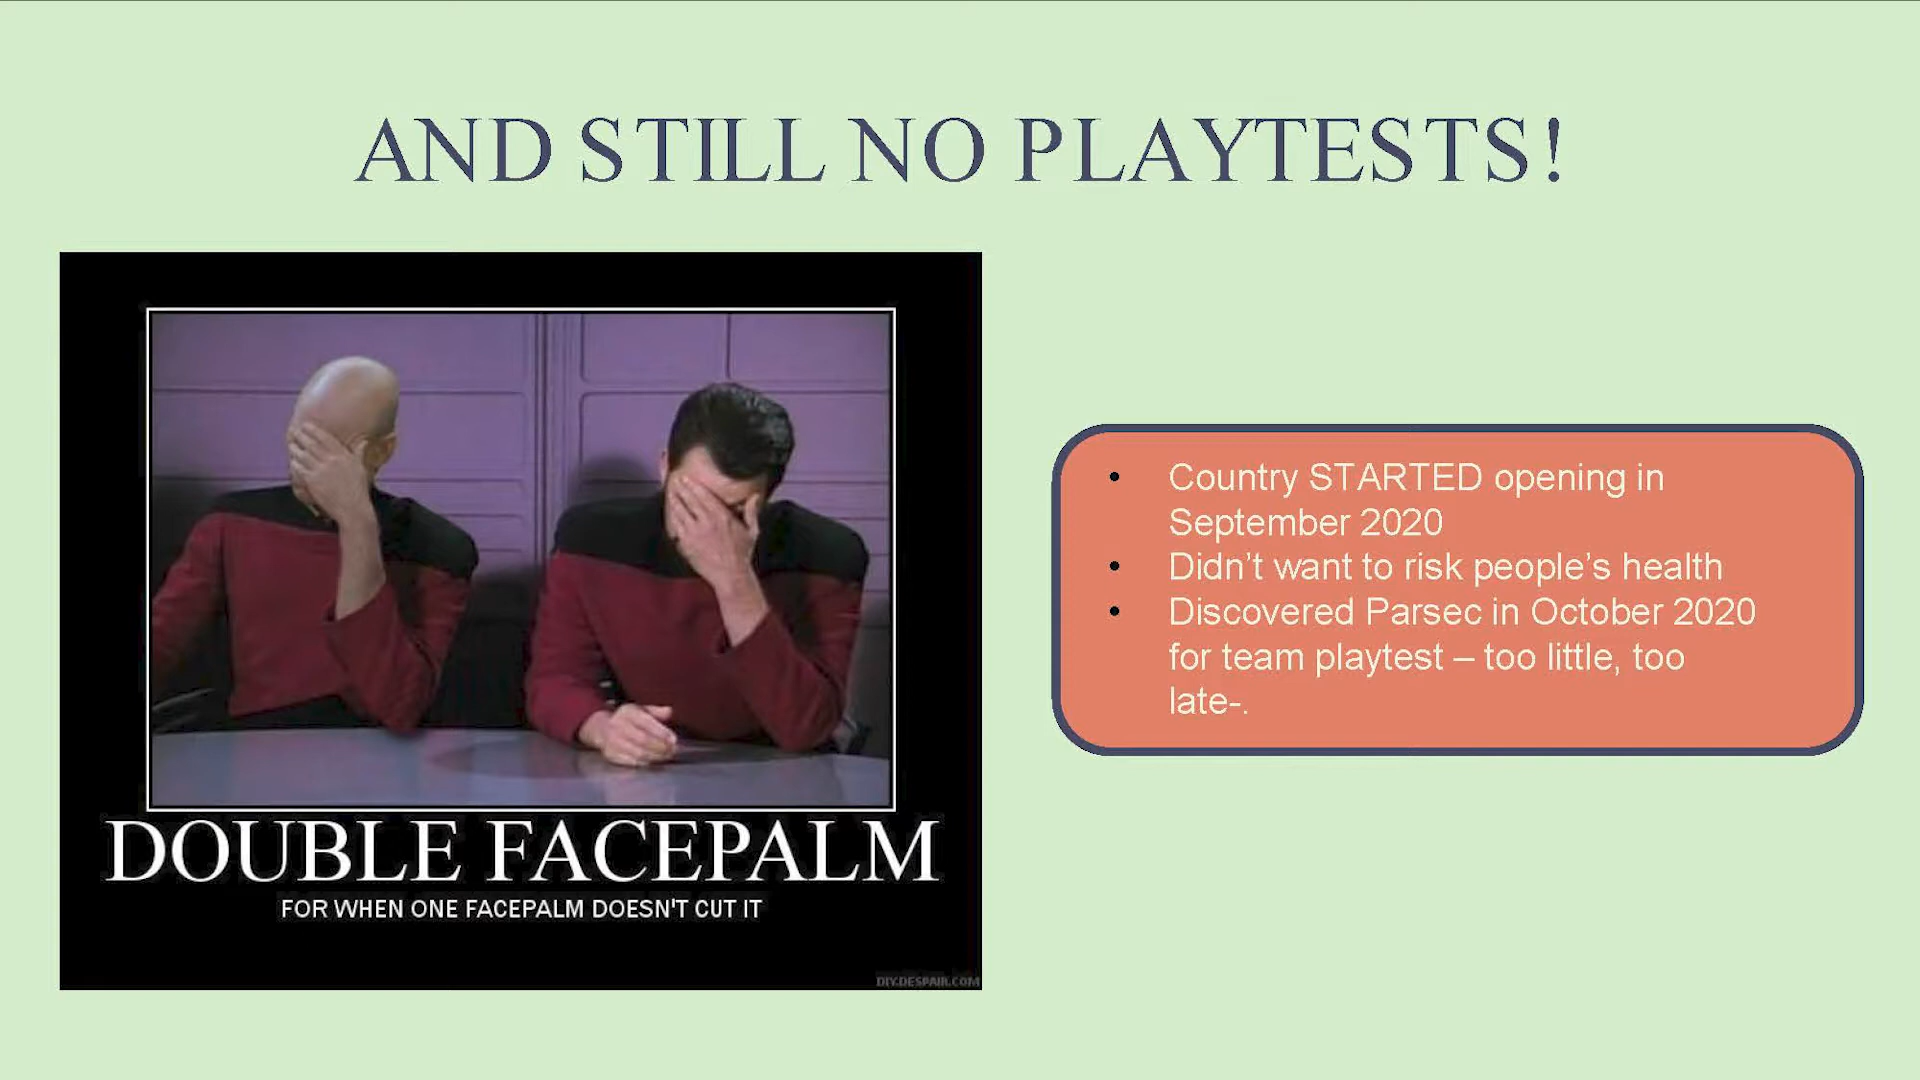 AND STILL NO PLAYTESTS!
DOUBLE FACEPALM
FOR WHEN ONE FACEPALM DOESN'T CUT IT
DIY.DESPAIR.COM
• Country STARTED opening in
September 2020
• Didn’t want to risk people’s health
• Discovered Parsec in October 2020
for team playtest – too little, too
late-.